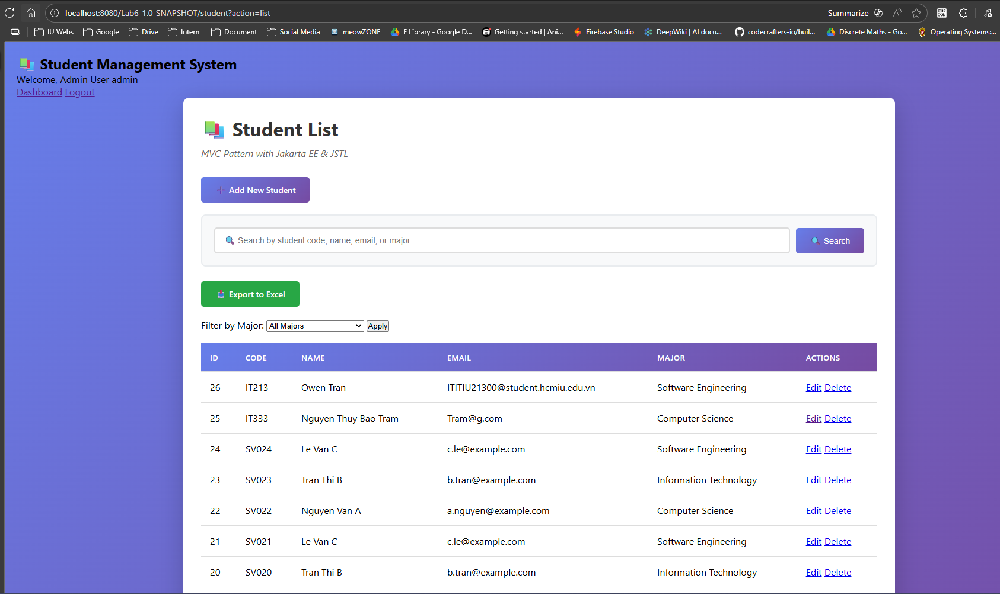 localhost:8080/Lab6-1.0-SNAPSHOT/student?action=list Summarize
IU Webs Google Drive Intern Document Social Media meowZONE E Library - Google D... Getting started | Ani... Firebase Studio DeepWiki | AI docu... codecrafters-io/buil... Discrete Maths - Go... Operating Systems:...
Student Management System
Welcome, Admin User admin
Dashboard Logout
Student List
MVC Pattern with Jakarta EE & JSTL
Add New Student
Search by student code, name, email, or major... Search
Export to Excel
Filter by Major: All Majors Apply
ID CODE NAME EMAIL MAJOR ACTIONS
26 IT213 Owen Tran ITITIU21300@student.hcmiu.edu.vn Software Engineering Edit Delete
25 IT333 Nguyen Thuy Bao Tram Tram@g.com Computer Science Edit Delete
24 SV024 Le Van C c.le@example.com Software Engineering Edit Delete
23 SV023 Tran Thi B b.tran@example.com Information Technology Edit Delete
22 SV022 Nguyen Van A a.nguyen@example.com Computer Science Edit Delete
21 SV021 Le Van C c.le@example.com Software Engineering Edit Delete
20 SV020 Tran Thi B b.tran@example.com Information Technology Edit Delete